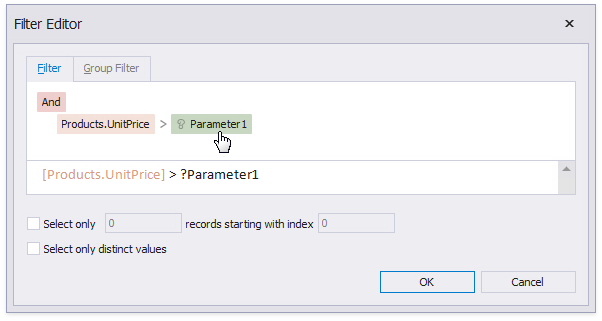 Filter Editor
Filter Group Filter
And
Products.UnitPrice > Parameter1
[Products.UnitPrice] > ?Parameter1
Select only 0 records starting with index 0
Select only distinct values
OK Cancel